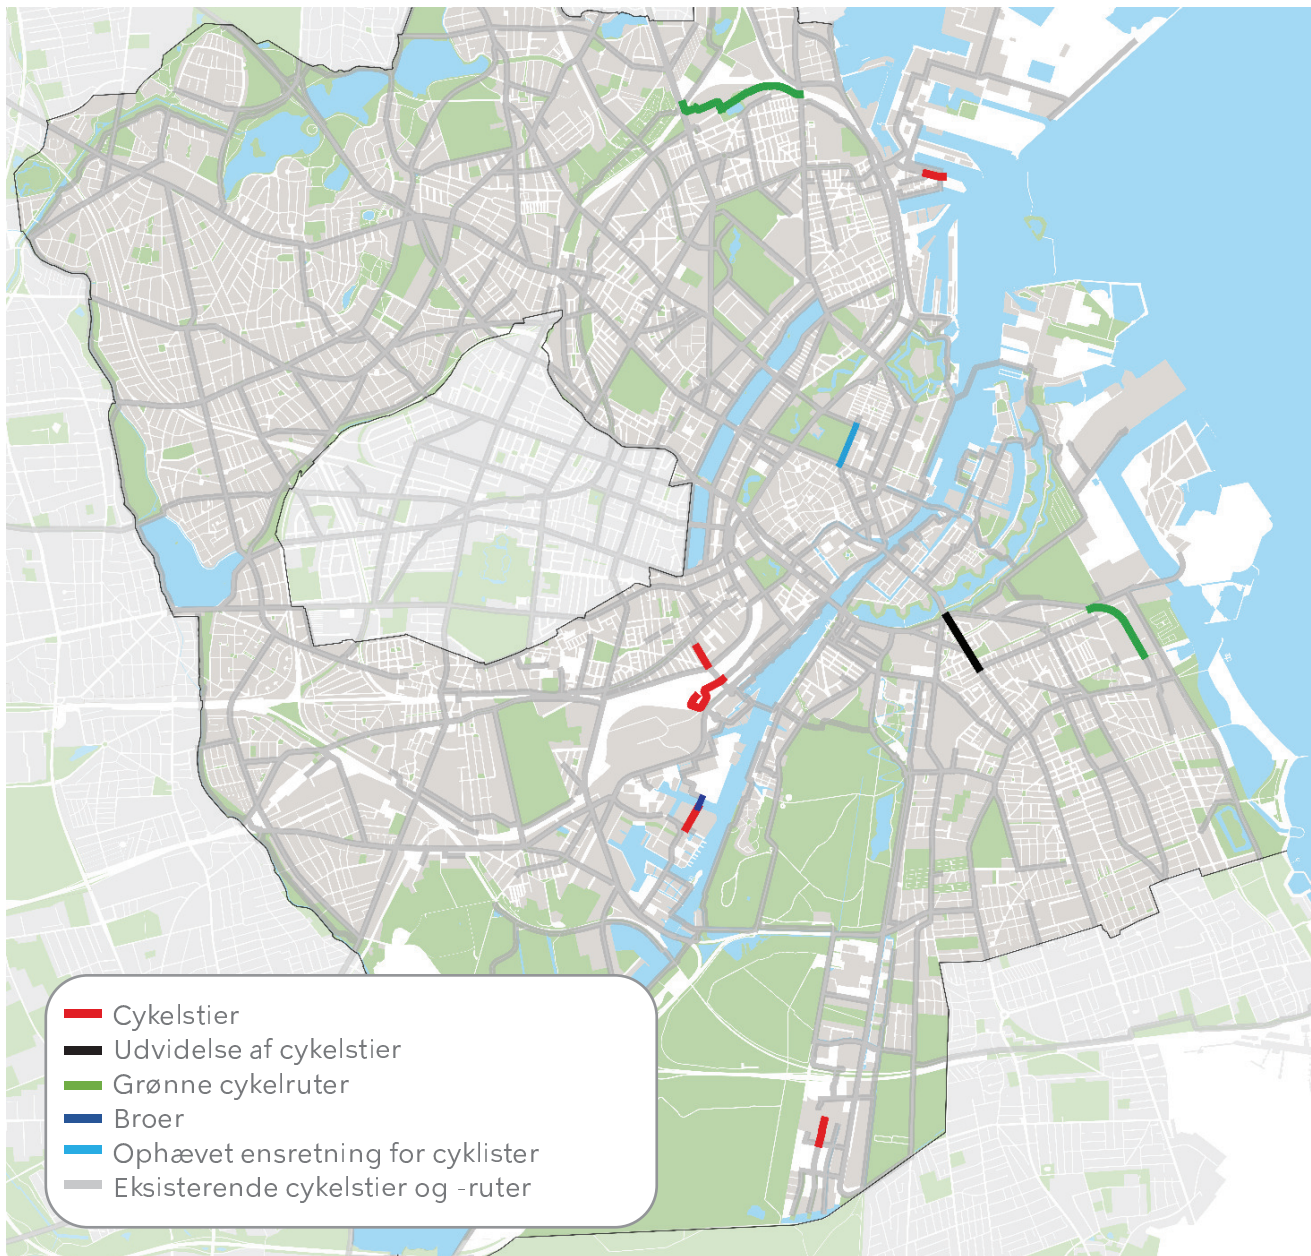 Cykelstier
Udvidelse af cykelstier
Grønne cykelruter
Broer
Ophævet ensretning for cyklister
Eksisterende cykelstier og -ruter